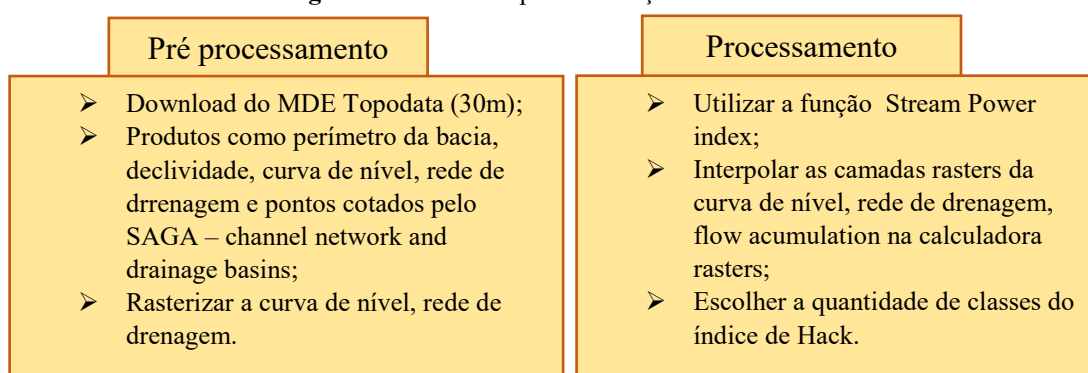 Pré processamento
➢ Download do MDE Topodata (30m);
➢ Produtos como perímetro da bacia,
declividade, curva de nível, rede de
drrenagem e pontos cotados pelo
SAGA – channel network and
drainage basins;
➢ Rasterizar a curva de nível, rede de
drenagem.
Processamento
➢ Utilizar a função Stream Power
index;
➢ Interpolar as camadas rasters da
curva de nível, rede de drenagem,
flow acumulation na calculadora
rasters;
➢ Escolher a quantidade de classes do
índice de Hack.